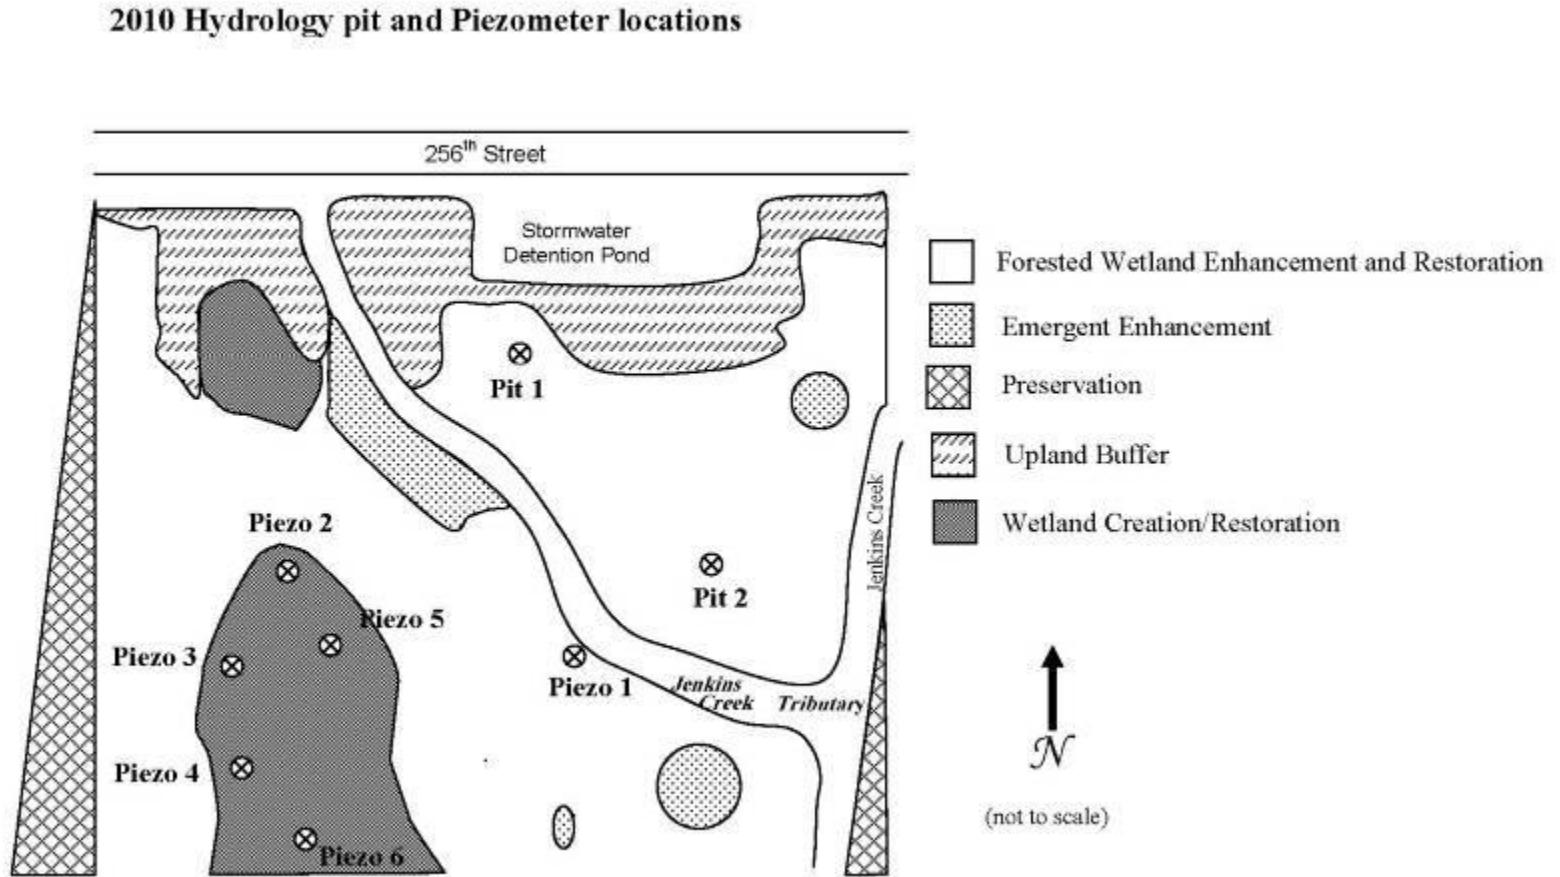 2010 Hydrology pit and Piezometer locations
256th Street
Stormwater
Detention Pond
Pit 1
Piezo 2
Piezo 5
Piezo 3
Piezo 4
Piezo 6
Piezo 1
Pit 2
Jenkins
Creek Tributary
Jenkins Creek
Forested Wetland Enhancement and Restoration
Emergent Enhancement
Preservation
Upland Buffer
Wetland Creation/Restoration
N
(not to scale)